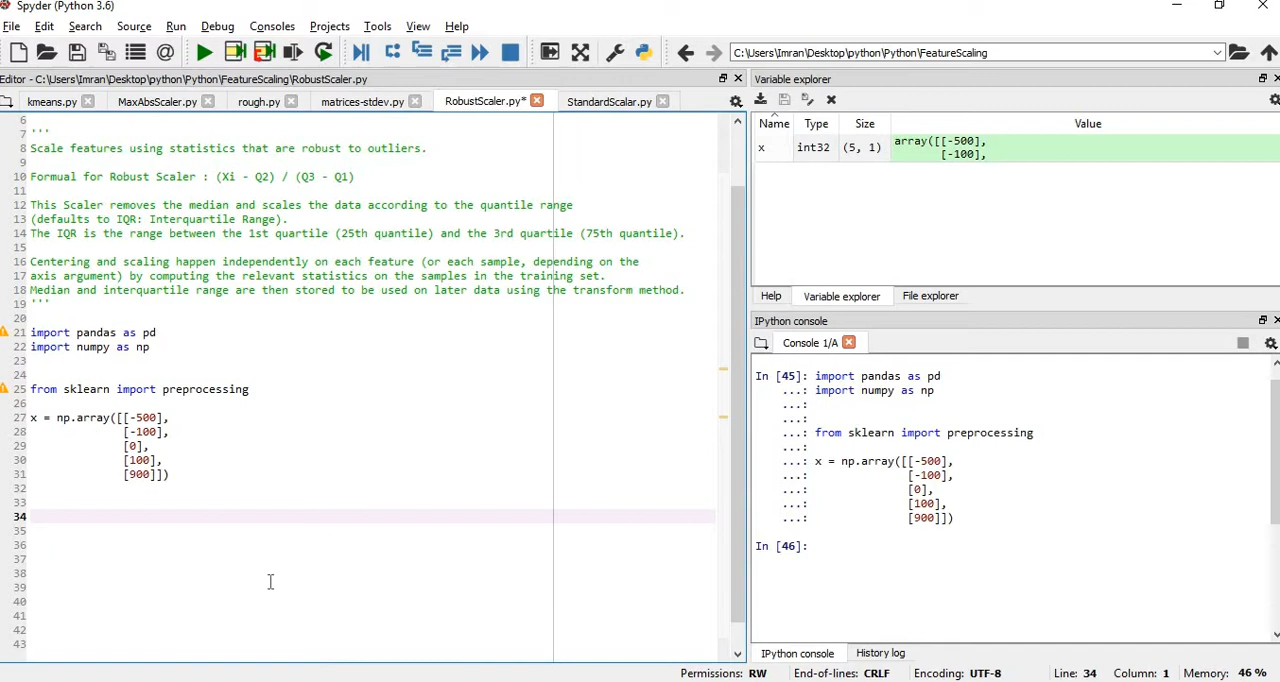 Spyder (Python 3.6)
File Edit Search Source Run Debug Consoles Projects Tools View Help
C:\Users\Imran\Desktop\python\Python\FeatureScaling
Editor - C:\Users\Imran\Desktop\python\Python\FeatureScaling\RobustScaler.py
kmeans.py MaxAbsScaler.py rough.py matrices-stdev.py RobustScaler.py* StandardScalar.py
6
7 '''
8 Scale features using statistics that are robust to outliers.
9
10 Formual for Robust Scaler : (Xi - Q2) / (Q3 - Q1)
11
12 This Scaler removes the median and scales the data according to the quantile range
13 (defaults to IQR: Interquartile Range).
14 The IQR is the range between the 1st quartile (25th quantile) and the 3rd quartile (75th quantile).
15
16 Centering and scaling happen independently on each feature (or each sample, depending on the
17 axis argument) by computing the relevant statistics on the samples in the training set.
18 Median and interquartile range are then stored to be used on later data using the transform method.
19 '''
20
21 import pandas as pd
22 import numpy as np
23
24
25 from sklearn import preprocessing
26
27 x = np.array([[-500],
28 [-100],
29 [0],
30 [100],
31 [900]])
32
33
34
35
36
37
38
39
40
41
42
43
Variable explorer
Name Type Size Value
x int32 (5, 1) array([[-500],
[-100],
Help Variable explorer File explorer
IPython console
Console 1/A
In [45]: import pandas as pd
...: import numpy as np
...:
...:
...: from sklearn import preprocessing
...:
...: x = np.array([[-500],
...: [-100],
...: [0],
...: [100],
...: [900]])
In [46]:
IPython console History log
Permissions: RW End-of-lines: CRLF Encoding: UTF-8 Line: 34 Column: 1 Memory: 46 %